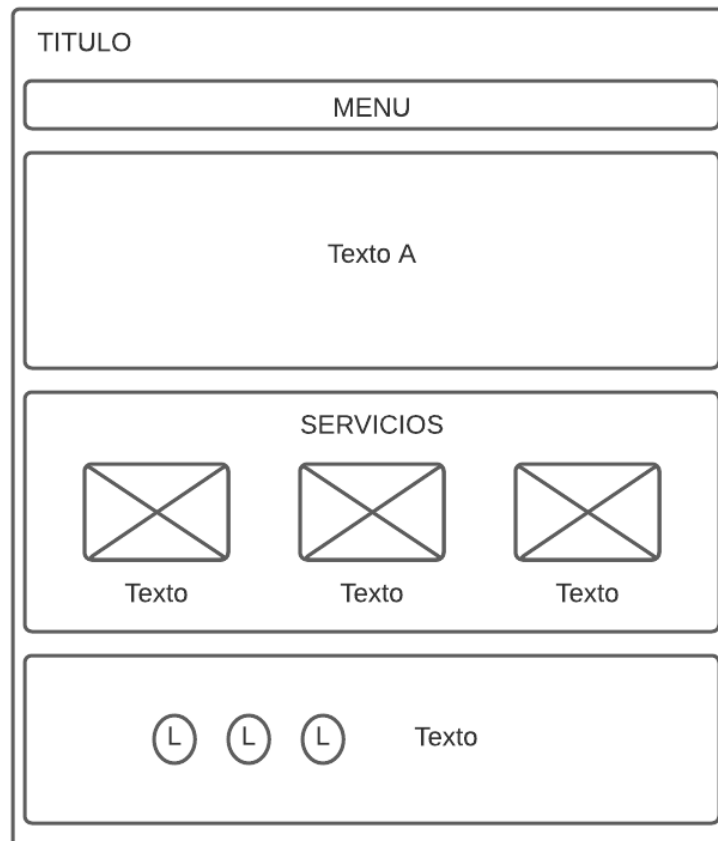 TITULO
MENU
Texto A
SERVICIOS
Texto Texto Texto
L L L Texto